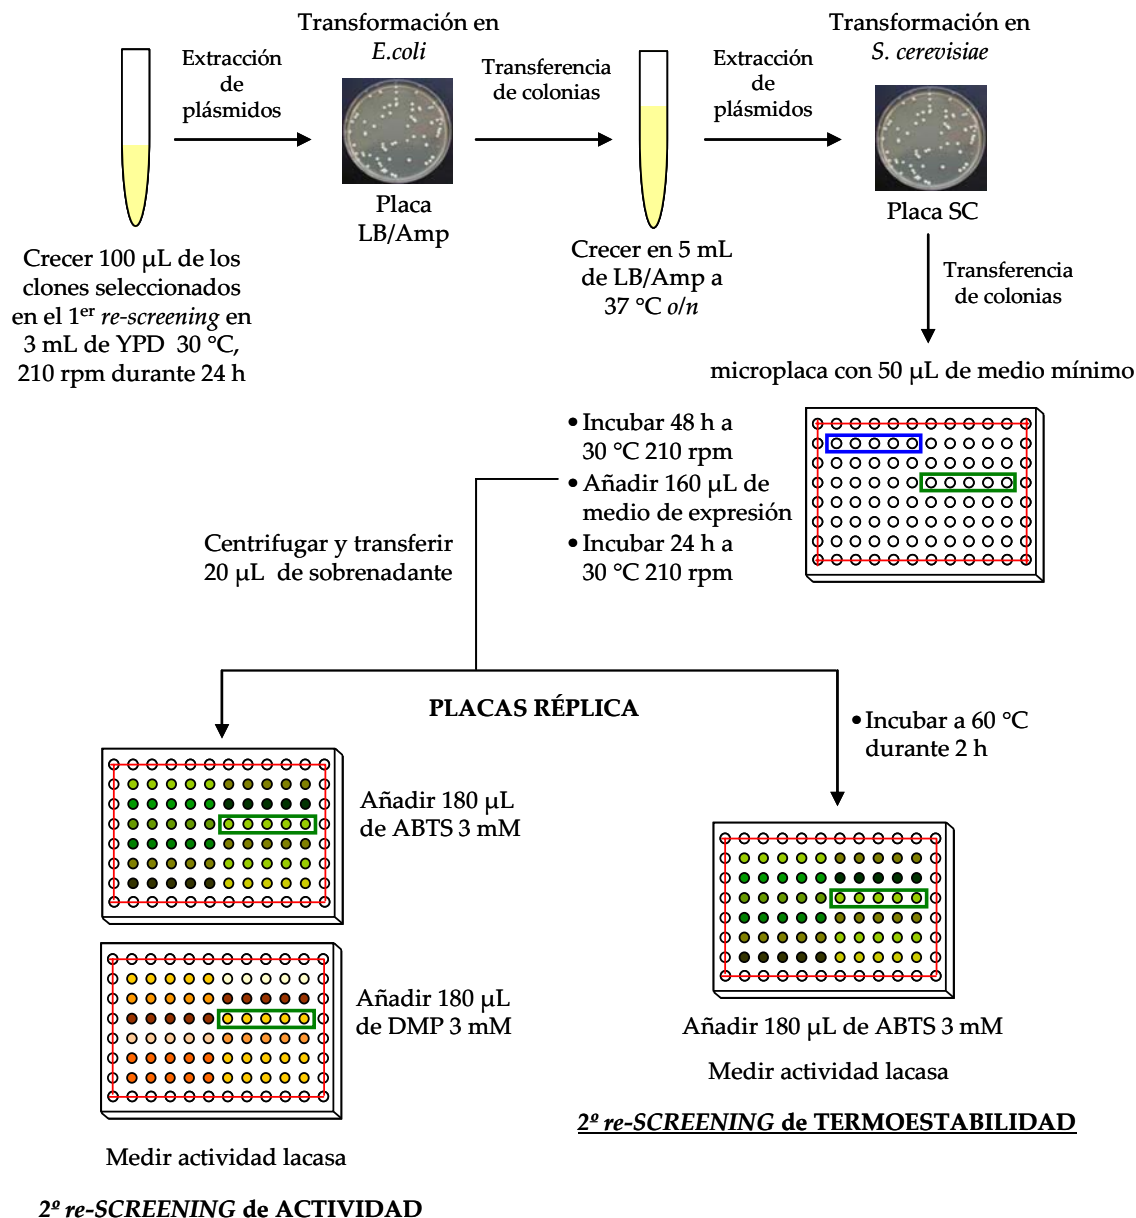 Transformación en
E.coli
Extracción
de
plásmidos
Placa
LB/Amp
Transferencia
de colonias
Extracción
de
plásmidos
Transformación en
S. cerevisiae
Placa SC
Crecer 100 µL de los
clones seleccionados
en el 1er re-screening en
3 mL de YPD 30 °C,
210 rpm durante 24 h
Crecer en 5 mL
de LB/Amp a
37 °C o/n
Transferencia
de colonias
microplaca con 50 µL de medio mínimo
•Incubar 48 h a
30 °C 210 rpm
•Añadir 160 µL de
medio de expresión
•Incubar 24 h a
30 °C 210 rpm
Centrifugar y transferir
20 µL de sobrenadante
PLACAS RÉPLICA
•Incubar a 60 °C
durante 2 h
Añadir 180 µL
de ABTS 3 mM
Añadir 180 µL
de DMP 3 mM
Medir actividad lacasa
2º re-SCREENING de ACTIVIDAD
Añadir 180 µL de ABTS 3 mM
Medir actividad lacasa
2º re-SCREENING de TERMOESTABILIDAD